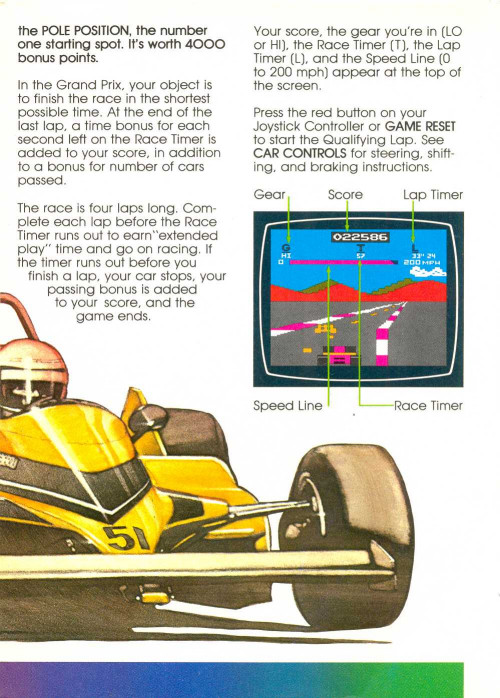 the POLE POSITION, the number
one starting spot. It's worth 4000
bonus points.
In the Grand Prix, your object is
to finish the race in the shortest
possible time. At the end of the
last lap, a time bonus for each
second left on the Race Timer is
added to your score, in addition
to a bonus for number of cars
passed.
The race is four laps long. Com-
plete each lap before the Race
Timer runs out to earn "extended
play" time and go on racing. If
the timer runs out before you
finish a lap, your car stops, your
passing bonus is added
to your score, and the
game ends.
Your score, the gear you're in (LO
or HI), the Race Timer (T), the Lap
Timer (L), and the Speed Line (0
to 200 mph) appear at the top of
the screen.
Press the red button on your
Joystick Controller or GAME RESET
to start the Qualifying Lap. See
CAR CONTROLS for steering, shift-
ing, and braking instructions.
Gear Score Lap Timer
022586
G T L
HI 57 33" 24
0 200 MPH
Speed Line Race Timer
51